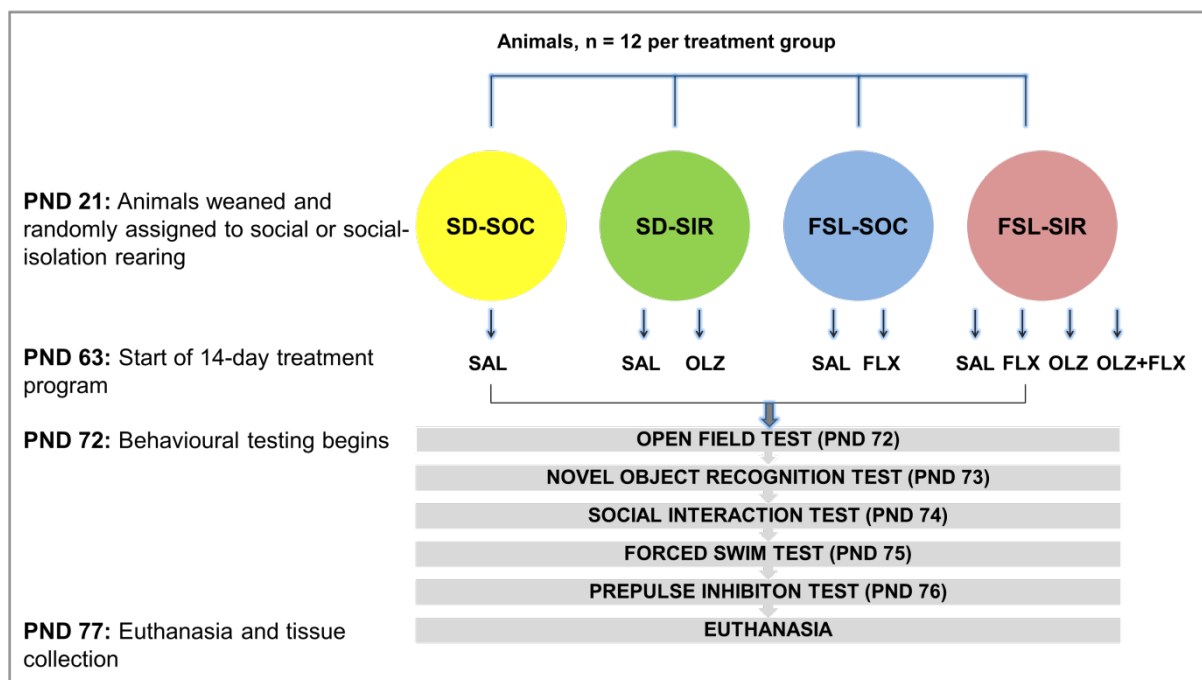 Animals, n = 12 per treatment group
PND 21: Animals weaned and
randomly assigned to social or social-
isolation rearing
SD-SOC
SD-SIR
FSL-SOC
FSL-SIR
PND 63: Start of 14-day treatment
program
SAL
SAL OLZ
SAL FLX
SAL FLX OLZ OLZ+FLX
PND 72: Behavioural testing begins
OPEN FIELD TEST (PND 72)
NOVEL OBJECT RECOGNITION TEST (PND 73)
SOCIAL INTERACTION TEST (PND 74)
FORCED SWIM TEST (PND 75)
PREPULSE INHIBITON TEST (PND 76)
PND 77: Euthanasia and tissue
collection
EUTHANASIA